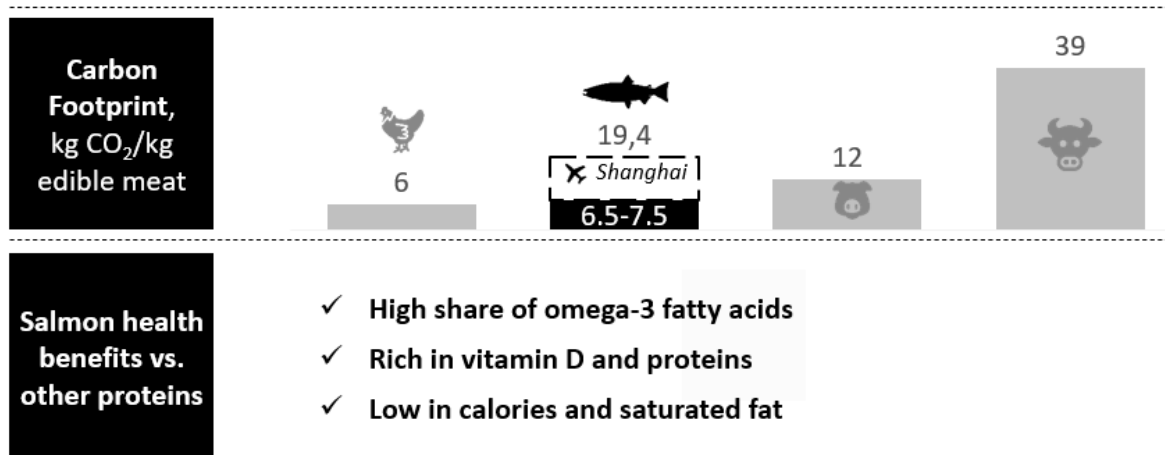 Carbon
Footprint,
kg CO₂/kg
edible meat
6
19,4
Shanghai
6.5-7.5
12
39
Salmon health
benefits vs.
other proteins
✓ High share of omega-3 fatty acids
✓ Rich in vitamin D and proteins
✓ Low in calories and saturated fat